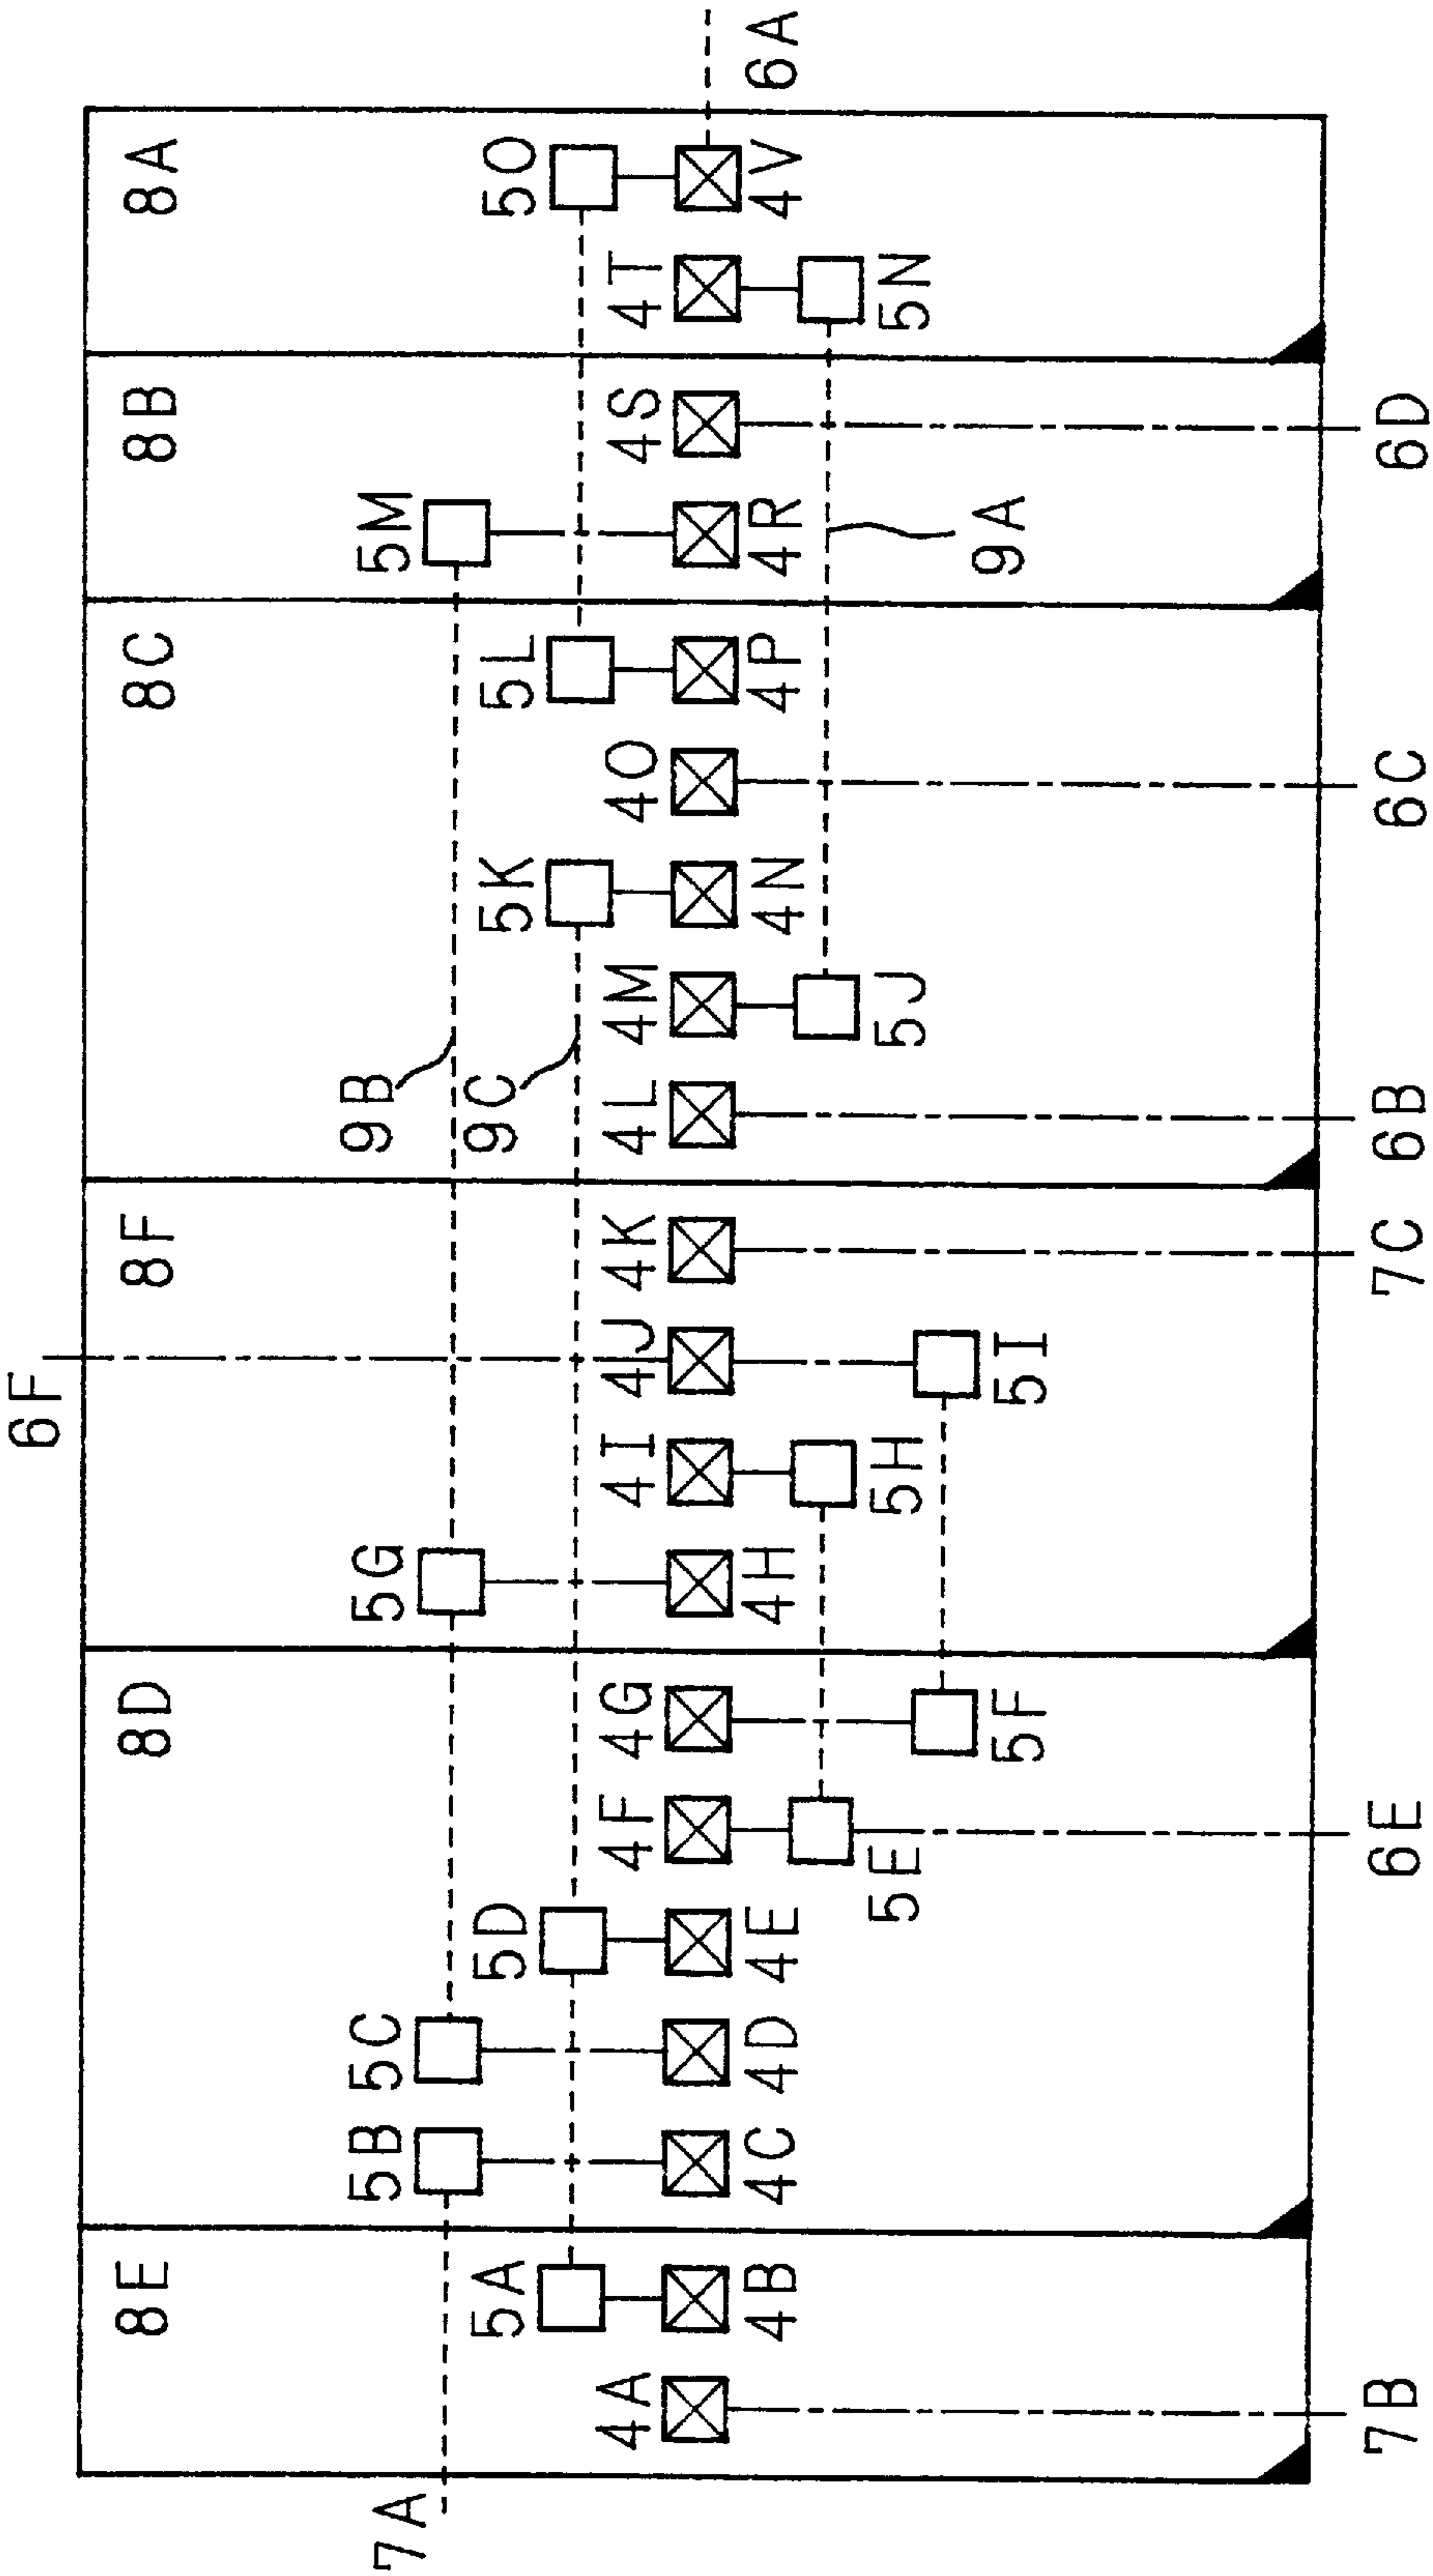 6F
8E 8D 8F 8C 8B 8A
7A 5B 5C 5G 9B 5M
5A 5D 9C 5K 5L 5O
4A 4F 4G 4I 4J 4K 4L 4M 4O 4S 4T
4B 4C 4D 4E 4H 4N 4P 4R 4V 6A
5E 5H 5J 5N
5F 5I 9A
7B 6E 7C 6B 6C 6D